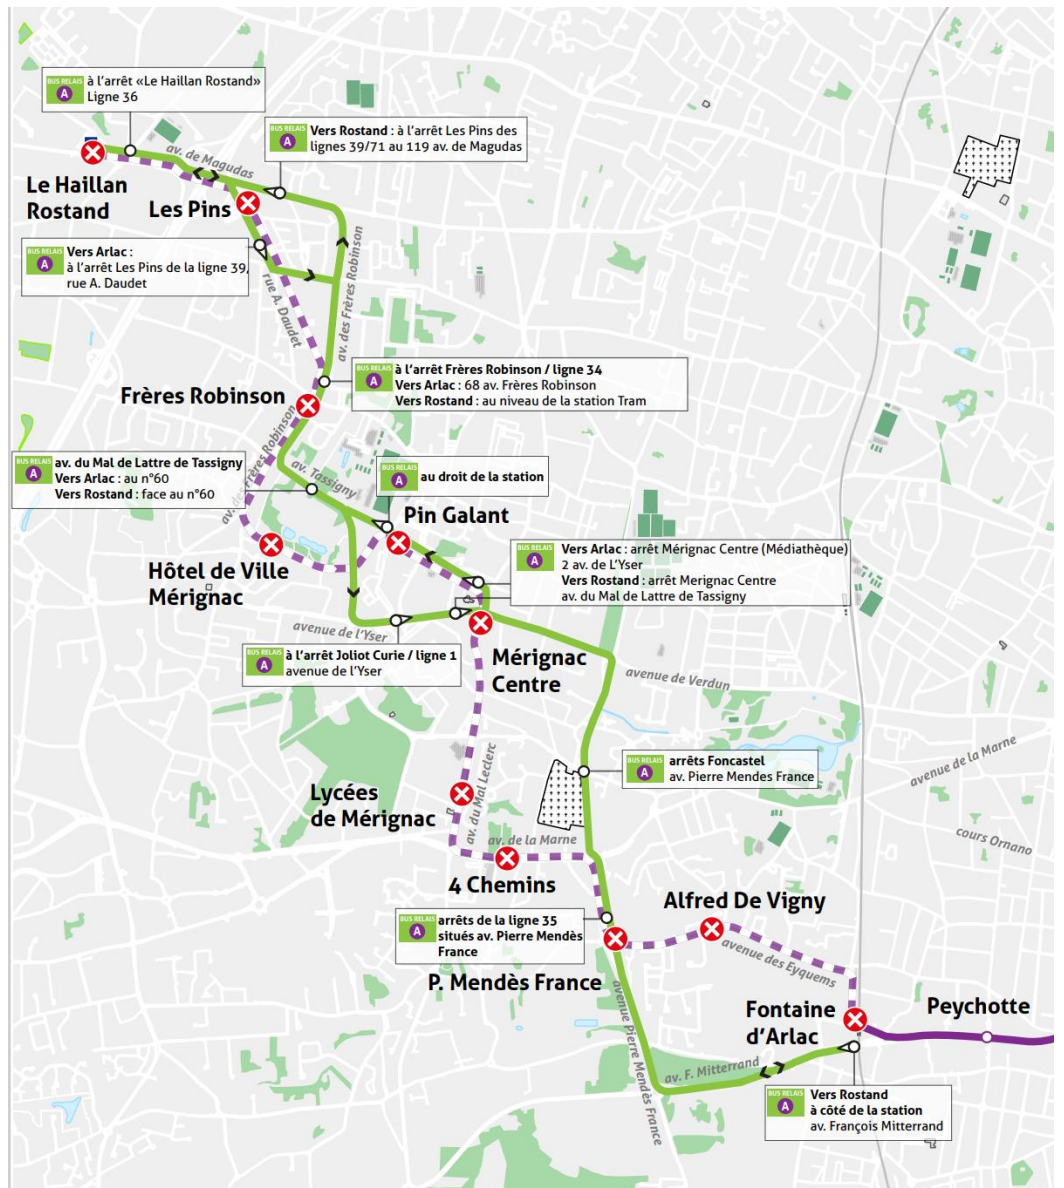 BUS RELAIS
A
à l'arrêt «Le Haillan Rostand»
Ligne 36
BUS RELAIS
A
Vers Rostand : à l'arrêt Les Pins des
lignes 39/71 au 119 av. de Magudas
av. de Magudas
Le Haillan
Rostand
Les Pins
BUS RELAIS
A
Vers Arlac :
à l'arrêt Les Pins de la ligne 39,
rue A. Daudet
rue A. Daudet
av. des Frères Robinson
BUS RELAIS
A
à l'arrêt Frères Robinson / ligne 34
Vers Arlac : 68 av. Frères Robinson
Vers Rostand : au niveau de la station Tram
Frères Robinson
av. des Frères Robinson
BUS RELAIS
A
av. du Mal de Lattre de Tassigny
Vers Arlac : au n°60
Vers Rostand : face au n°60
av. Tassigny
BUS RELAIS
A
au droit de la station
Pin Galant
Hôtel de Ville
Mérignac
BUS RELAIS
A
Vers Arlac : arrêt Mérignac Centre (Médiathèque)
2 av. de L'Yser
Vers Rostand : arrêt Merignac Centre
av. du Mal de Lattre de Tassigny
avenue de l'Yser
BUS RELAIS
A
à l'arrêt Joliot Curie / ligne 1
avenue de l'Yser
Mérignac
Centre
avenue de Verdun
BUS RELAIS
A
arrêts Foncastel
av. Pierre Mendes France
avenue de la Marne
Lycées
de Mérignac
av. du Mal Leclerc
av. de la Marne
cours Ornano
4 Chemins
BUS RELAIS
A
arrêts de la ligne 35
situés av. Pierre Mendès
France
Alfred De Vigny
avenue des Eyquems
P. Mendès France
avenue Pierre Mendès France
Fontaine
d'Arlac
Peychotte
av. F. Mitterrand
BUS RELAIS
A
Vers Rostand
à côté de la station
av. François Mitterrand